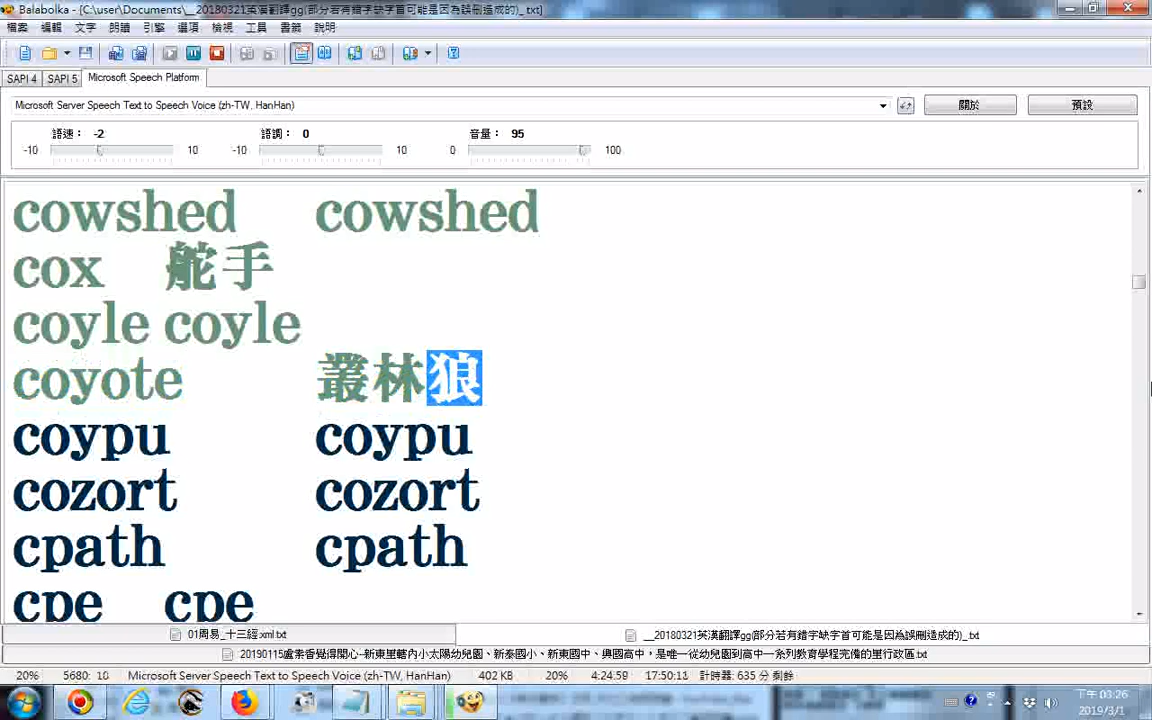 Balabolka - [C:\user\Documents\__20180321英漢翻譯gg(部分若有錯字缺字首可能是因為誤刪造成的)_.txt]
檔案 編輯 文字 朗讀 引擎 選項 檢視 工具 書籤 說明
SAPI 4 SAPI 5 Microsoft Speech Platform
Microsoft Server Speech Text to Speech Voice (zh-TW, HanHan) 關於 預設
語速： -2 語調： 0 音量： 95
-10 10 -10 10 0 100
cowshed cowshed
cox 舵手
coyle coyle
coyote 叢林狼
coypu coypu
cozort cozort
cpath cpath
cpe cpe
01周易_十三經.xml.txt __20180321英漢翻譯gg(部分若有錯字缺字首可能是因為誤刪造成的)_.txt
20190115盧素香覺得開心-新東里轄內小太陽幼兒園、新泰國小、新東國中、興國高中，是唯一從幼兒園到高中一系列教育學程完備的里行政區.txt
20% 5680: 10 Microsoft Server Speech Text to Speech Voice (zh-TW, HanHan) 402 KB 20% 4:24:59 17:50:11 計時器: 635 分 剩餘
下午 03:26
2019/3/1